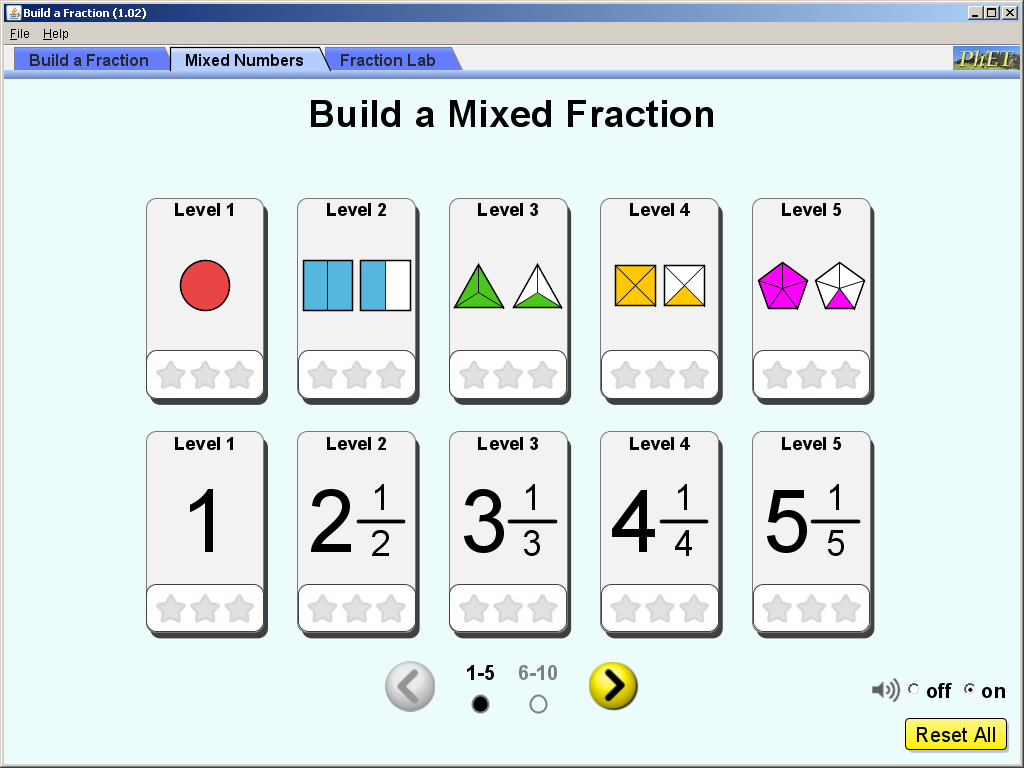 Build a Fraction (1.02)
File Help
Build a Fraction Mixed Numbers Fraction Lab
PhET
Build a Mixed Fraction
Level 1 Level 2 Level 3 Level 4 Level 5
Level 1 Level 2 Level 3 Level 4 Level 5
1 2 1/2 3 1/3 4 1/4 5 1/5
1-5 6-10
off on
Reset All